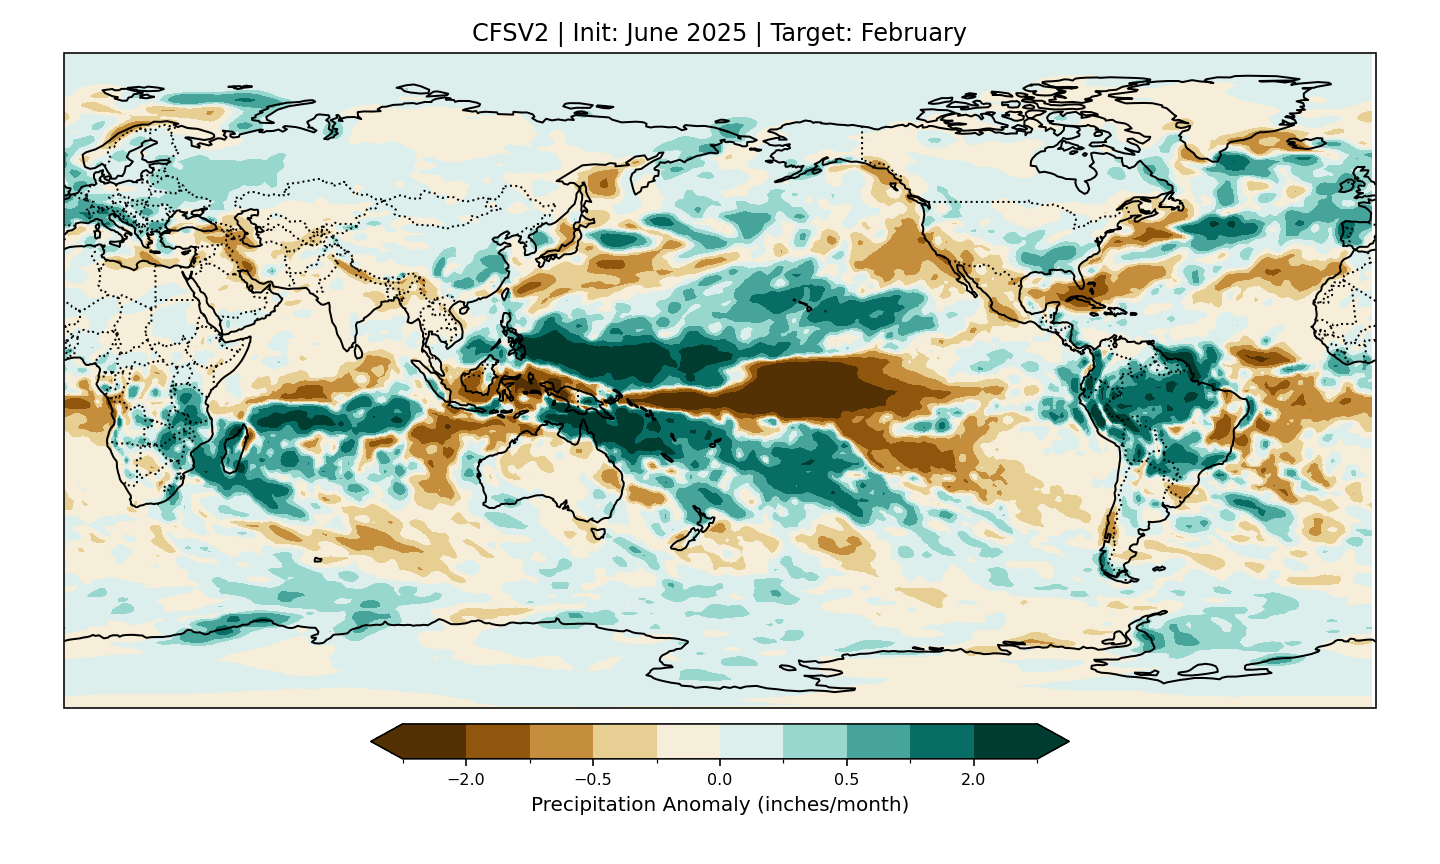 CFSV2 | Init: June 2025 | Target: February
−2.0 −0.5 0.0 0.5 2.0
Precipitation Anomaly (inches/month)